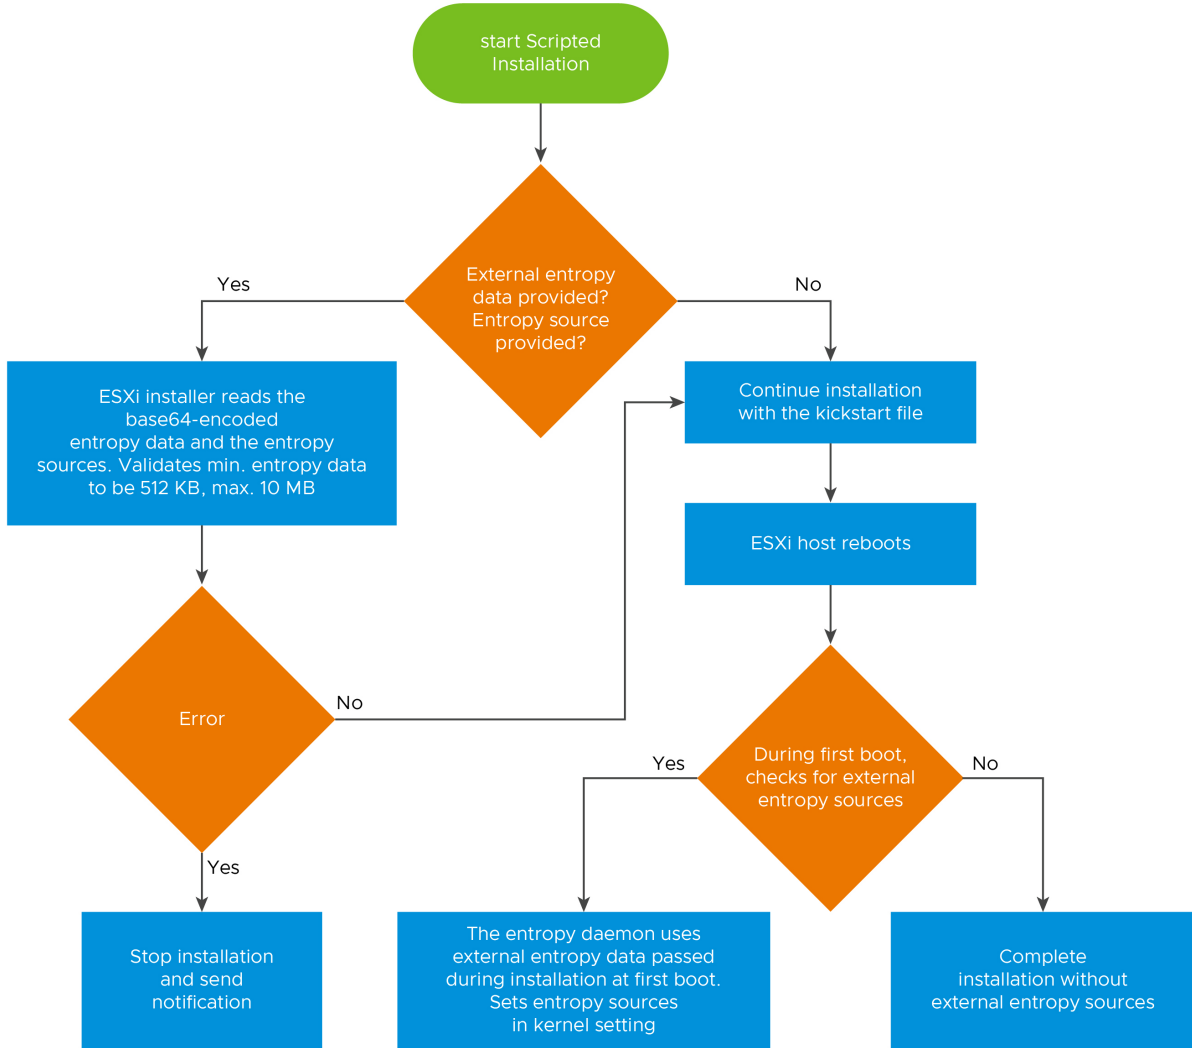 start Scripted
Installation
External entropy
data provided?
Entropy source
provided?
Yes
No
ESXi installer reads the
base64-encoded
entropy data and the entropy
sources. Validates min. entropy data
to be 512 KB, max. 10 MB
Continue installation
with the kickstart file
ESXi host reboots
Error
No
Yes
During first boot,
checks for external
entropy sources
Yes
No
Stop installation
and send
notification
The entropy daemon uses
external entropy data passed
during installation at first boot.
Sets entropy sources
in kernel setting
Complete
installation without
external entropy sources